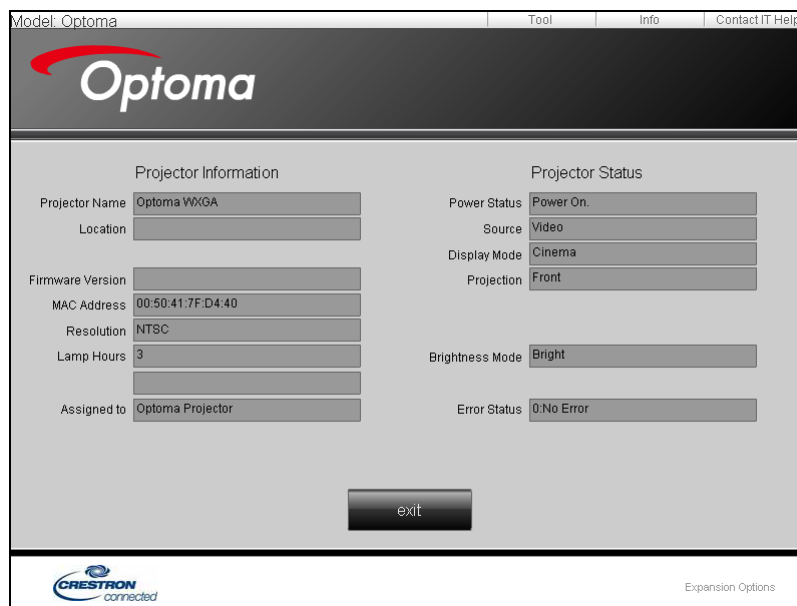 Model: Optoma
Tool Info Contact IT Help
Optoma
Projector Information
Projector Name Optoma WXGA
Location
Firmware Version
MAC Address 00:50:41:7F:D4:40
Resolution NTSC
Lamp Hours 3
Assigned to Optoma Projector
Projector Status
Power Status Power On.
Source Video
Display Mode Cinema
Projection Front
Brightness Mode Bright
Error Status 0:No Error
exit
CRESTRON
connected
Expansion Options